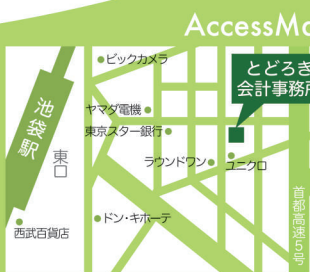 AccessMa
ビックカメラ
とどろき
会計事務所
池袋駅
東口
ヤマダ電機
東京スター銀行
ラウンドワン
ユニクロ
首都高速5号
ドン・キホーテ
西武百貨店